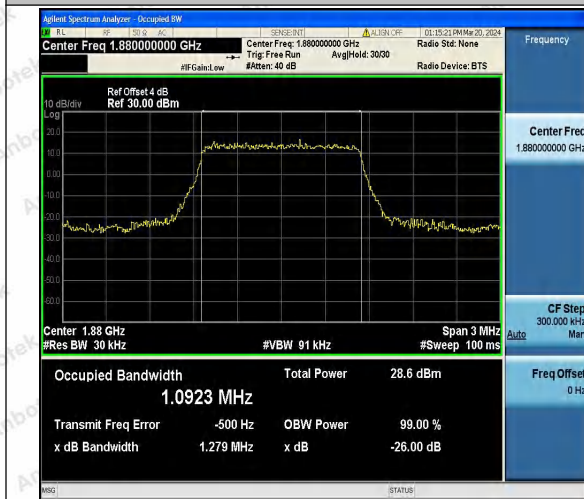 Agilent Spectrum Analyzer - Occupied BW
RL RF 50 Ω AC SENSE:INT ALIGN OFF 01:15:21 PM Mar 20, 2024
Center Freq 1.880000000 GHz Center Freq: 1.880000000 GHz Radio Std: None
Trig: Free Run Avg|Hold: 30/30
#IFGain:Low #Atten: 40 dB Radio Device: BTS
Frequency
Ref Offset 4 dB
10 dB/div Ref 30.00 dBm
Log
20.0
10.0
0.00
-10.0
-20.0
-30.0
-40.0
-50.0
-60.0
Center 1.88 GHz Span 3 MHz
#Res BW 30 kHz #VBW 91 kHz #Sweep 100 ms
Center Freq
1.880000000 GHz
CF Step
300.000 kHz
Auto Man
Freq Offset
0 Hz
Occupied Bandwidth Total Power 28.6 dBm
1.0923 MHz
Transmit Freq Error -500 Hz OBW Power 99.00 %
x dB Bandwidth 1.279 MHz x dB -26.00 dB
MSG STATUS